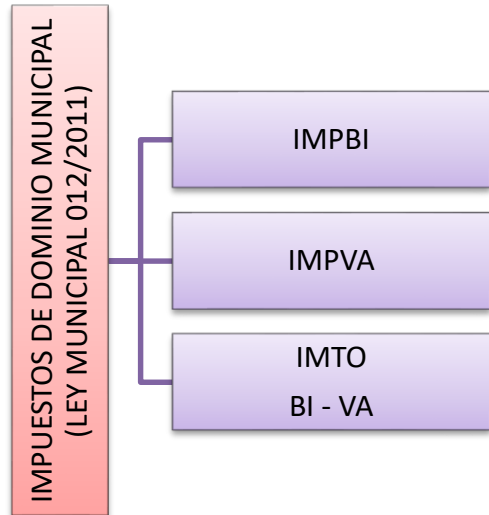 IMPUESTOS DE DOMINIO MUNICIPAL
(LEY MUNICIPAL 012/2011)
IMPBI
IMPVA
IMTO
BI - VA